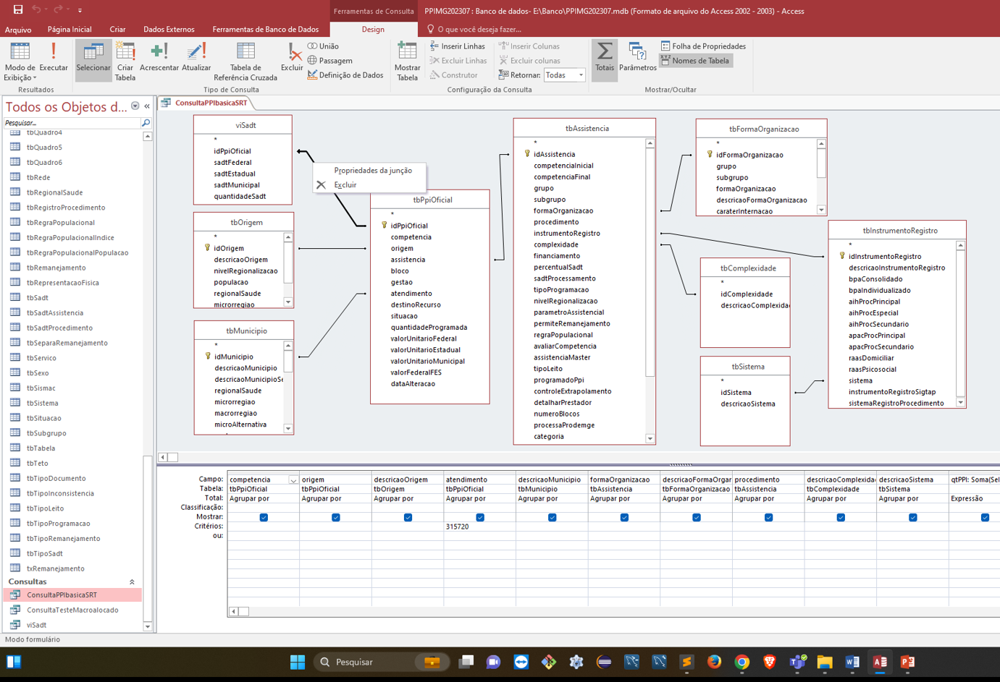 Ferramentas de Consulta
PPIMG202307 : Banco de dados- E:\Banco\PPIMG202307.mdb (Formato de arquivo do Access 2002 - 2003) - Access
Arquivo
Página Inicial
Criar
Dados Externos
Ferramentas de Banco de Dados
Design
O que você deseja fazer...
Modo de Exibição
Executar
Selecionar
Criar Tabela
Acrescentar
Atualizar
Tabela de Referência Cruzada
Excluir
União
Passagem
Definição de Dados
Mostrar Tabela
Inserir Linhas
Excluir Linhas
Construtor
Inserir Colunas
Excluir colunas
Retornar: Todas
Totais
Parâmetros
Folha de Propriedades
XYZ Nomes de Tabela
Resultados
Tipo de Consulta
Configuração da Consulta
Mostrar/Ocultar
Todos os Objetos d... «
Pesquisar...
tbQuadro4
tbQuadro5
tbQuadro6
tbRede
tbRegionalSaude
tbRegistroProcedimento
tbRegraPopulacional
tbRegraPopulacionalIndice
tbRegraPopulacionalPopulacao
tbRemanejamento
tbRepresentacaoFisica
tbSadt
tbSadtAssistencia
tbSadtProcedimento
tbSeparaRemanejamento
tbServico
tbSexo
tbSismac
tbSistema
tbSituacao
tbSubgrupo
tbTabela
tbTeto
tbTipoDocumento
tbTipoInconsistencia
tbTipoLeito
tbTipoProgramacao
tbTipoRemanejamento
tbTipoSadt
txRemanejamento
Consultas
ConsultaPPIbasicaSRT
ConsultaTesteMacroalocado
viSadt
ConsultaPPIbasicaSRT
viSadt
*
idPpiOficial
sadtFederal
sadtEstadual
sadtMunicipal
quantidadeSadt
Propriedades da junção
Excluir
tbOrigem
*
idOrigem
descricaoOrigem
nivelRegionalizacao
populacao
regionalSaude
microrregiao
tbMunicipio
*
idMunicipio
descricaoMunicipio
descricaoMunicipioSe
regionalSaude
microrregiao
macrorregiao
microAlternativa
tbPpiOficial
*
idPpiOficial
competencia
origem
assistencia
bloco
gestao
atendimento
destinoRecurso
situacao
quantidadeProgramada
valorUnitarioFederal
valorUnitarioEstadual
valorUnitarioMunicipal
valorFederalFES
dataAlteracao
tbAssistencia
*
idAssistencia
competenciaInicial
competenciaFinal
grupo
subgrupo
formaOrganizacao
procedimento
instrumentoRegistro
complexidade
financiamento
percentualSadt
sadtProcessamento
tipoProgramacao
nivelRegionalizacao
parametroAssistencial
permiteRemanejamento
regraPopulacional
avaliarCompetencia
assistenciaMaster
tipoLeito
programadoPpi
controleExtrapolamento
detalharPrestador
numeroBlocos
processaProdemge
categoria
tbFormaOrganizacao
*
idFormaOrganizacao
grupo
subgrupo
formaOrganizacao
descricaoFormaOrganizacao
caraterInternacao
tbComplexidade
*
idComplexidade
descricaoComplexidad
tbSistema
*
idSistema
descricaoSistema
tbInstrumentoRegistro
*
idInstrumentoRegistro
descricaoInstrumentoRegistro
bpaConsolidado
bpaIndividualizado
aihProcPrincipal
aihProcEspecial
aihProcSecundario
apacProcPrincipal
apacProcSecundario
raasDomiciliar
raasPsicosocial
sistema
instrumentoRegistroSigtap
sistemaRegistroProcedimento
Campo: competencia origem descricaoOrigem atendimento descricaoMunicipio formaOrganizacao descricaoFormaOrgar procedimento descricaoComplexida descricaoSistema qtPPI: Soma(Sel
Tabela: tbPpiOficial tbPpiOficial tbOrigem tbPpiOficial tbMunicipio tbAssistencia tbFormaOrganizacao tbAssistencia tbComplexidade tbSistema
Total: Agrupar por Agrupar por Agrupar por Agrupar por Agrupar por Agrupar por Agrupar por Agrupar por Agrupar por Agrupar por Expressão
Classificação:
Mostrar:
Critérios: 315720
ou:
Modo formulário
Pesquisar